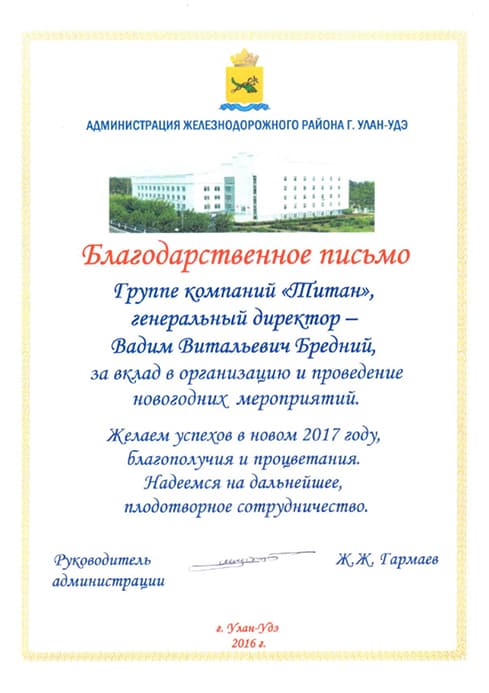 АДМИНИСТРАЦИЯ ЖЕЛЕЗНОДОРОЖНОГО РАЙОНА Г. УЛАН-УДЭ
Благодарственное письмо
Группе компаний «Титан»,
генеральный директор –
Вадим Витальевич Бредний,
за вклад в организацию и проведение
новогодних мероприятий.
Желаем успехов в новом 2017 году,
благополучия и процветания.
Надеемся на дальнейшее,
плодотворное сотрудничество.
Руководитель Ж.Ж. Гармаев
администрации
г. Улан-Удэ
2016 г.